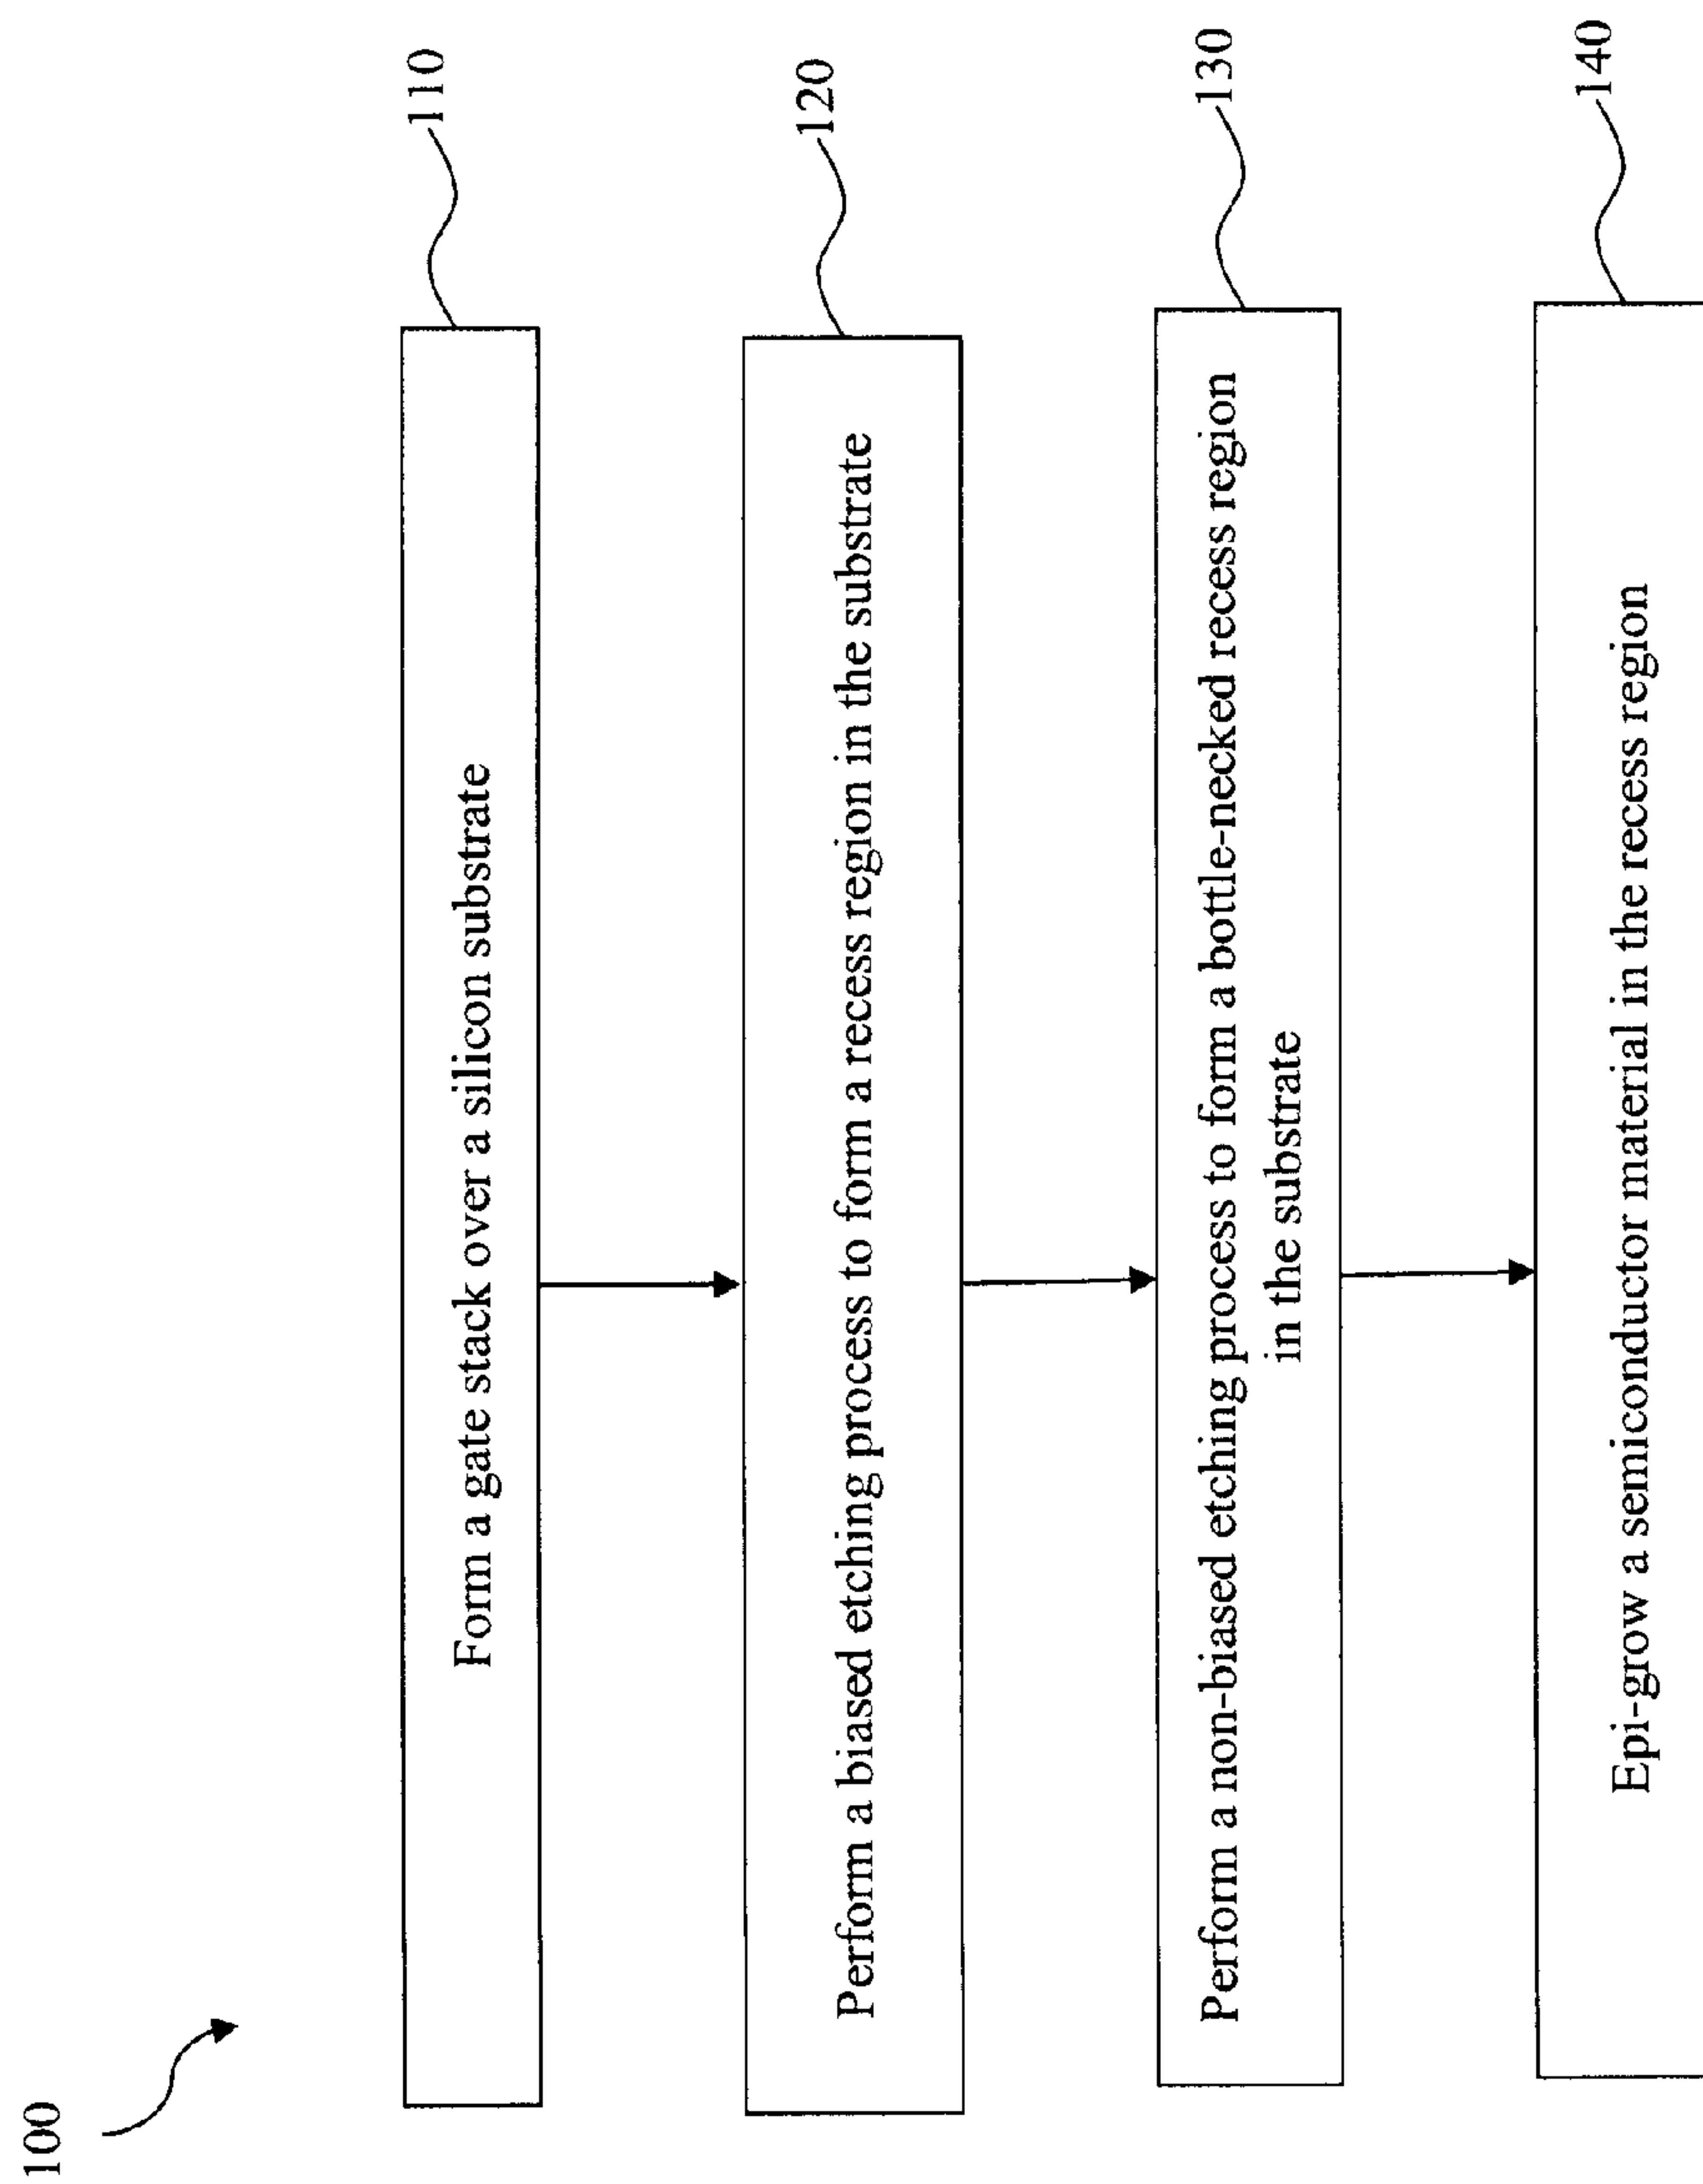 100
Form a gate stack over a silicon substrate
110
Perform a biased etching process to form a recess region in the substrate
120
Perform a non-biased etching process to form a bottle-necked recess region
in the substrate
130
Epi-grow a semiconductor material in the recess region
140